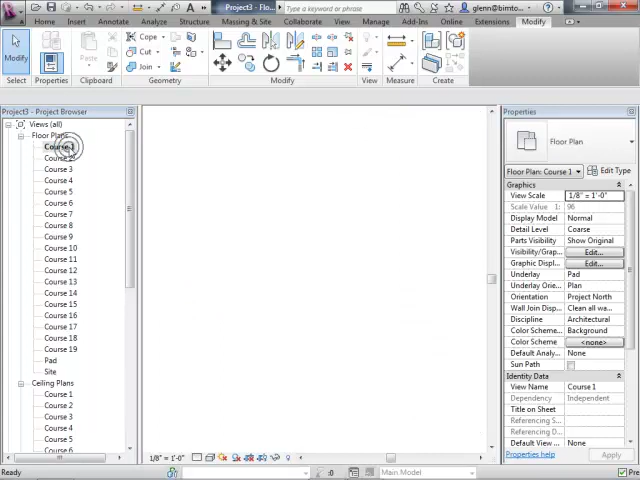 Project3 - Flo...
Type a keyword or phrase
glenn@bimto...
Architecture Structure Systems Insert Annotate Analyze Massing & Site Collaborate View Manage Add-Ins Extensions Modify
Modify
Cope
Cut
Join
Paste
Select Properties Clipboard Geometry Modify View Measure Create
Project3 - Project Browser
Views (all)
Floor Plans
Course 1
Course 2
Course 3
Course 4
Course 5
Course 6
Course 7
Course 8
Course 9
Course 10
Course 11
Course 12
Course 13
Course 14
Course 15
Course 16
Course 17
Course 18
Course 19
Pad
Site
Ceiling Plans
Course 1
Course 2
Course 3
Course 4
Course 5
Course 6
Properties
Floor Plan
Floor Plan: Course 1
Edit Type
Graphics
View Scale 1/8" = 1'-0"
Scale Value 1: 96
Display Model Normal
Detail Level Coarse
Parts Visibility Show Original
Visibility/Grap... Edit...
Graphic Displ... Edit...
Underlay Pad
Underlay Orie... Plan
Orientation Project North
Wall Join Displ... Clean all wa...
Discipline Architectural
Color Scheme... Background
Color Scheme <none>
Default Analy... None
Sun Path
Identity Data
View Name Course 1
Dependency Independent
Title on Sheet
Referencing S...
Referencing D...
Default View ... None
Properties help
Apply
1/8" = 1'-0"
Ready
:0
Main Model
Pre